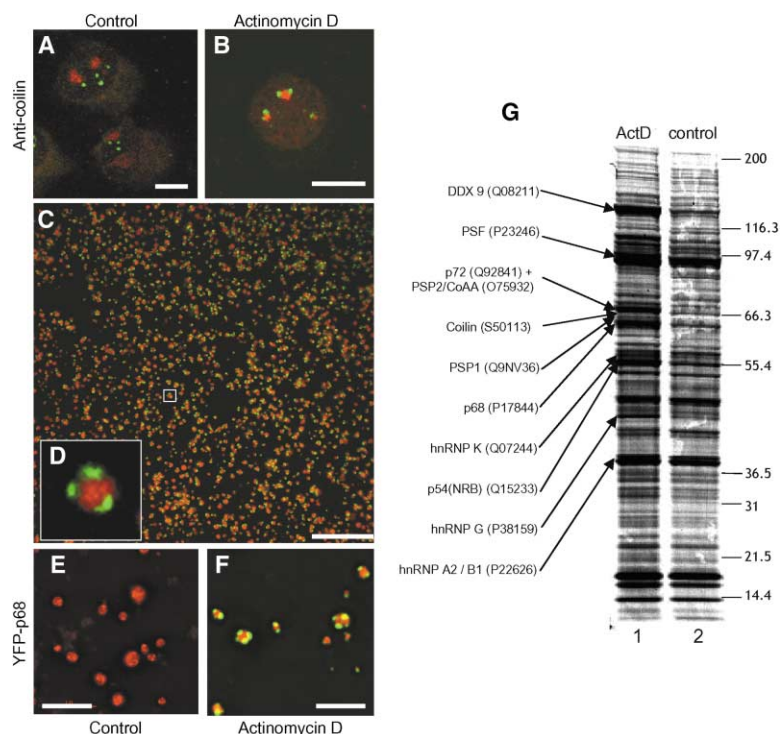 Control
Actinomycin D
A
B
Anti-coilin
C
D
E
F
YFP-p68
Control
Actinomycin D
G
ActD
control
DDX 9 (Q08211)
PSF (P23246)
p72 (Q92841) +
PSP2/CoAA (O75932)
Coilin (S50113)
PSP1 (Q9NV36)
p68 (P17844)
hnRNP K (Q07244)
p54(NRB) (Q15233)
hnRNP G (P38159)
hnRNP A2 / B1 (P22626)
200
116.3
97.4
66.3
55.4
36.5
31
21.5
14.4
1
2